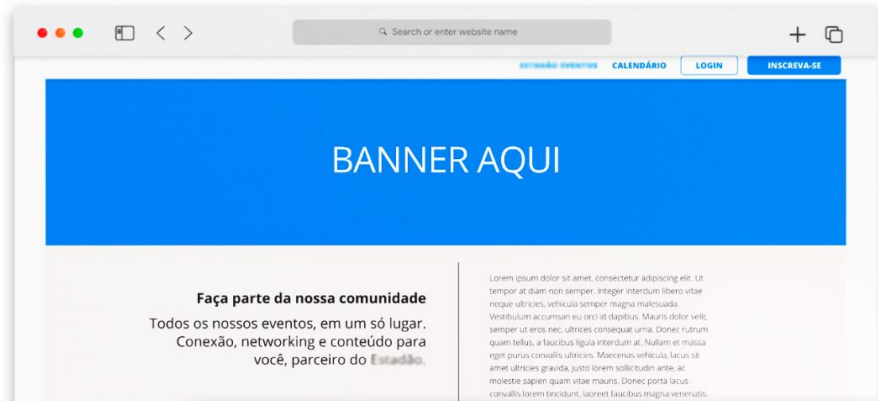 Search or enter website name
CALENDÁRIO LOGIN INSCREVA-SE
BANNER AQUI
Faça parte da nossa comunidade
Todos os nossos eventos, em um só lugar.
Conexão, networking e conteúdo para
você, parceiro do
Lorem ipsum dolor sit amet, consectetur adipiscing elit. Ut
tempor at diam non semper. Integer interdum libero vitae
neque ultricies, vehicula semper magna malesuada.
Vestibulum accumsan eu orci id dapibus. Mauris dolor velit,
semper ut eros nec, ultrices consequat urna. Donec rutrum
quam tellus, a faucibus ligula interdum at. Nullam et massa
eget purus convallis ultricies. Maecenas vehicula, lacus sit
amet ultricies gravida, justo lorem sollicitudin ante, ac
molestie sapien quam vitae mauris. Donec porta lacus
convallis lorem tincidunt, laoreet faucibus magna venenatis.